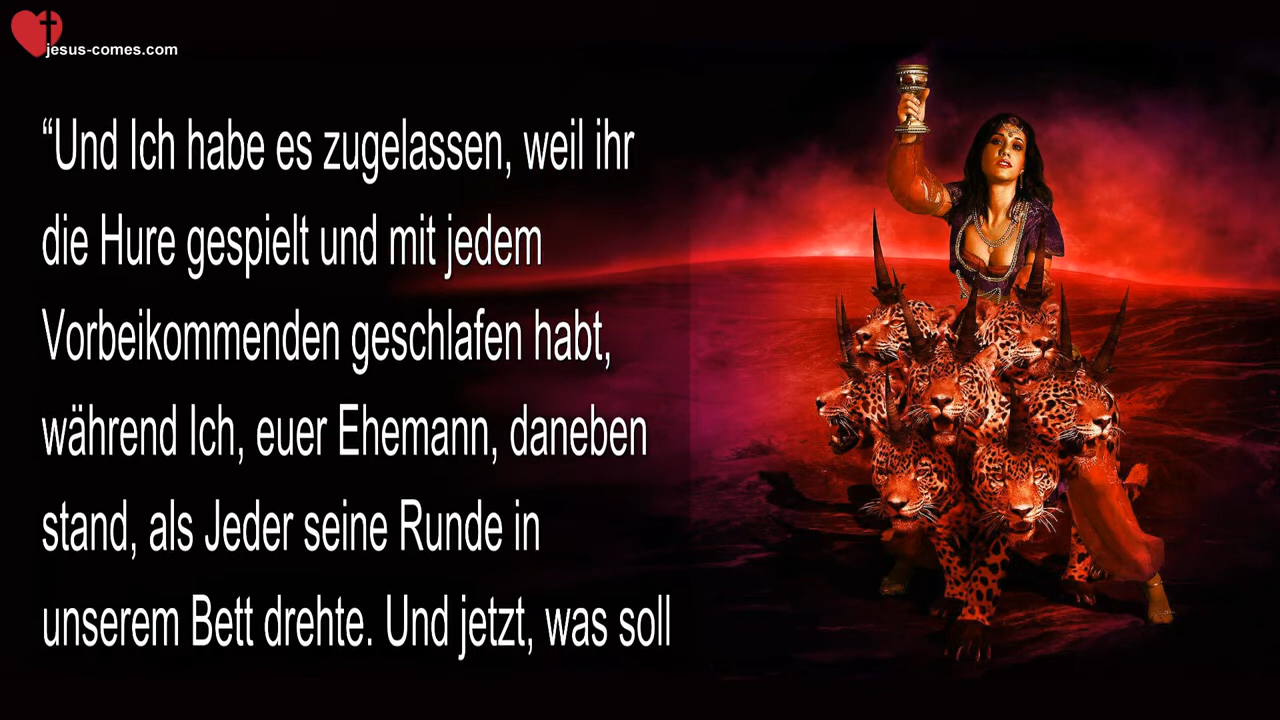 jesus-comes.com
“Und Ich habe es zugelassen, weil ihr
die Hure gespielt und mit jedem
Vorbeikommenden geschlafen habt,
während Ich, euer Ehemann, daneben
stand, als Jeder seine Runde in
unserem Bett drehte. Und jetzt, was soll